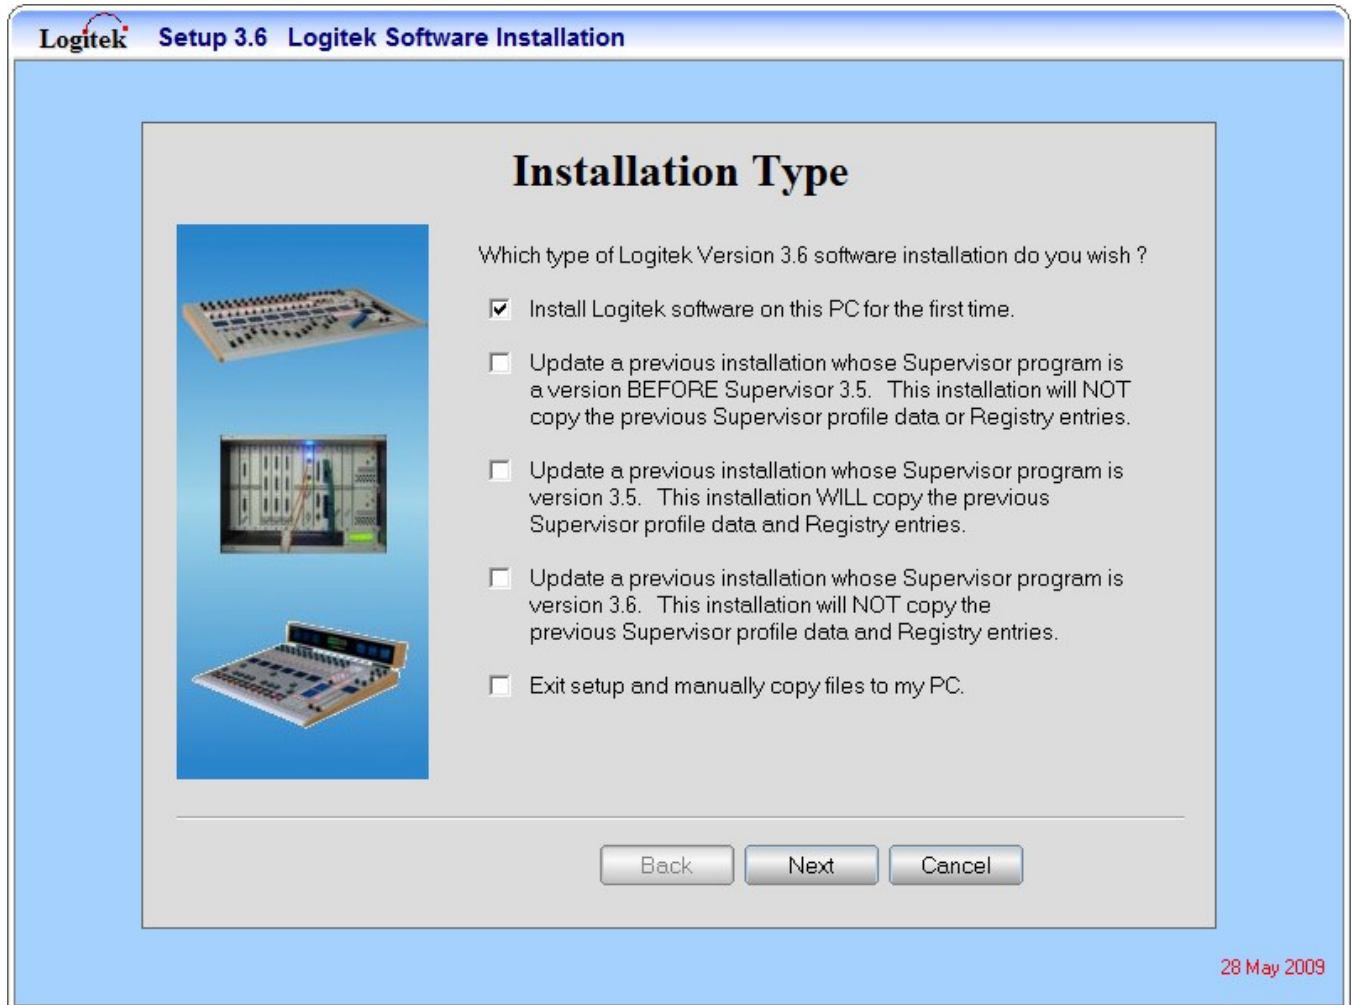 Logitek Setup 3.6 Logitek Software Installation
Installation Type
Which type of Logitek Version 3.6 software installation do you wish ?
Install Logitek software on this PC for the first time.
Update a previous installation whose Supervisor program is
a version BEFORE Supervisor 3.5. This installation will NOT
copy the previous Supervisor profile data or Registry entries.
Update a previous installation whose Supervisor program is
version 3.5. This installation WILL copy the previous
Supervisor profile data and Registry entries.
Update a previous installation whose Supervisor program is
version 3.6. This installation will NOT copy the
previous Supervisor profile data and Registry entries.
Exit setup and manually copy files to my PC.
Back Next Cancel
28 May 2009